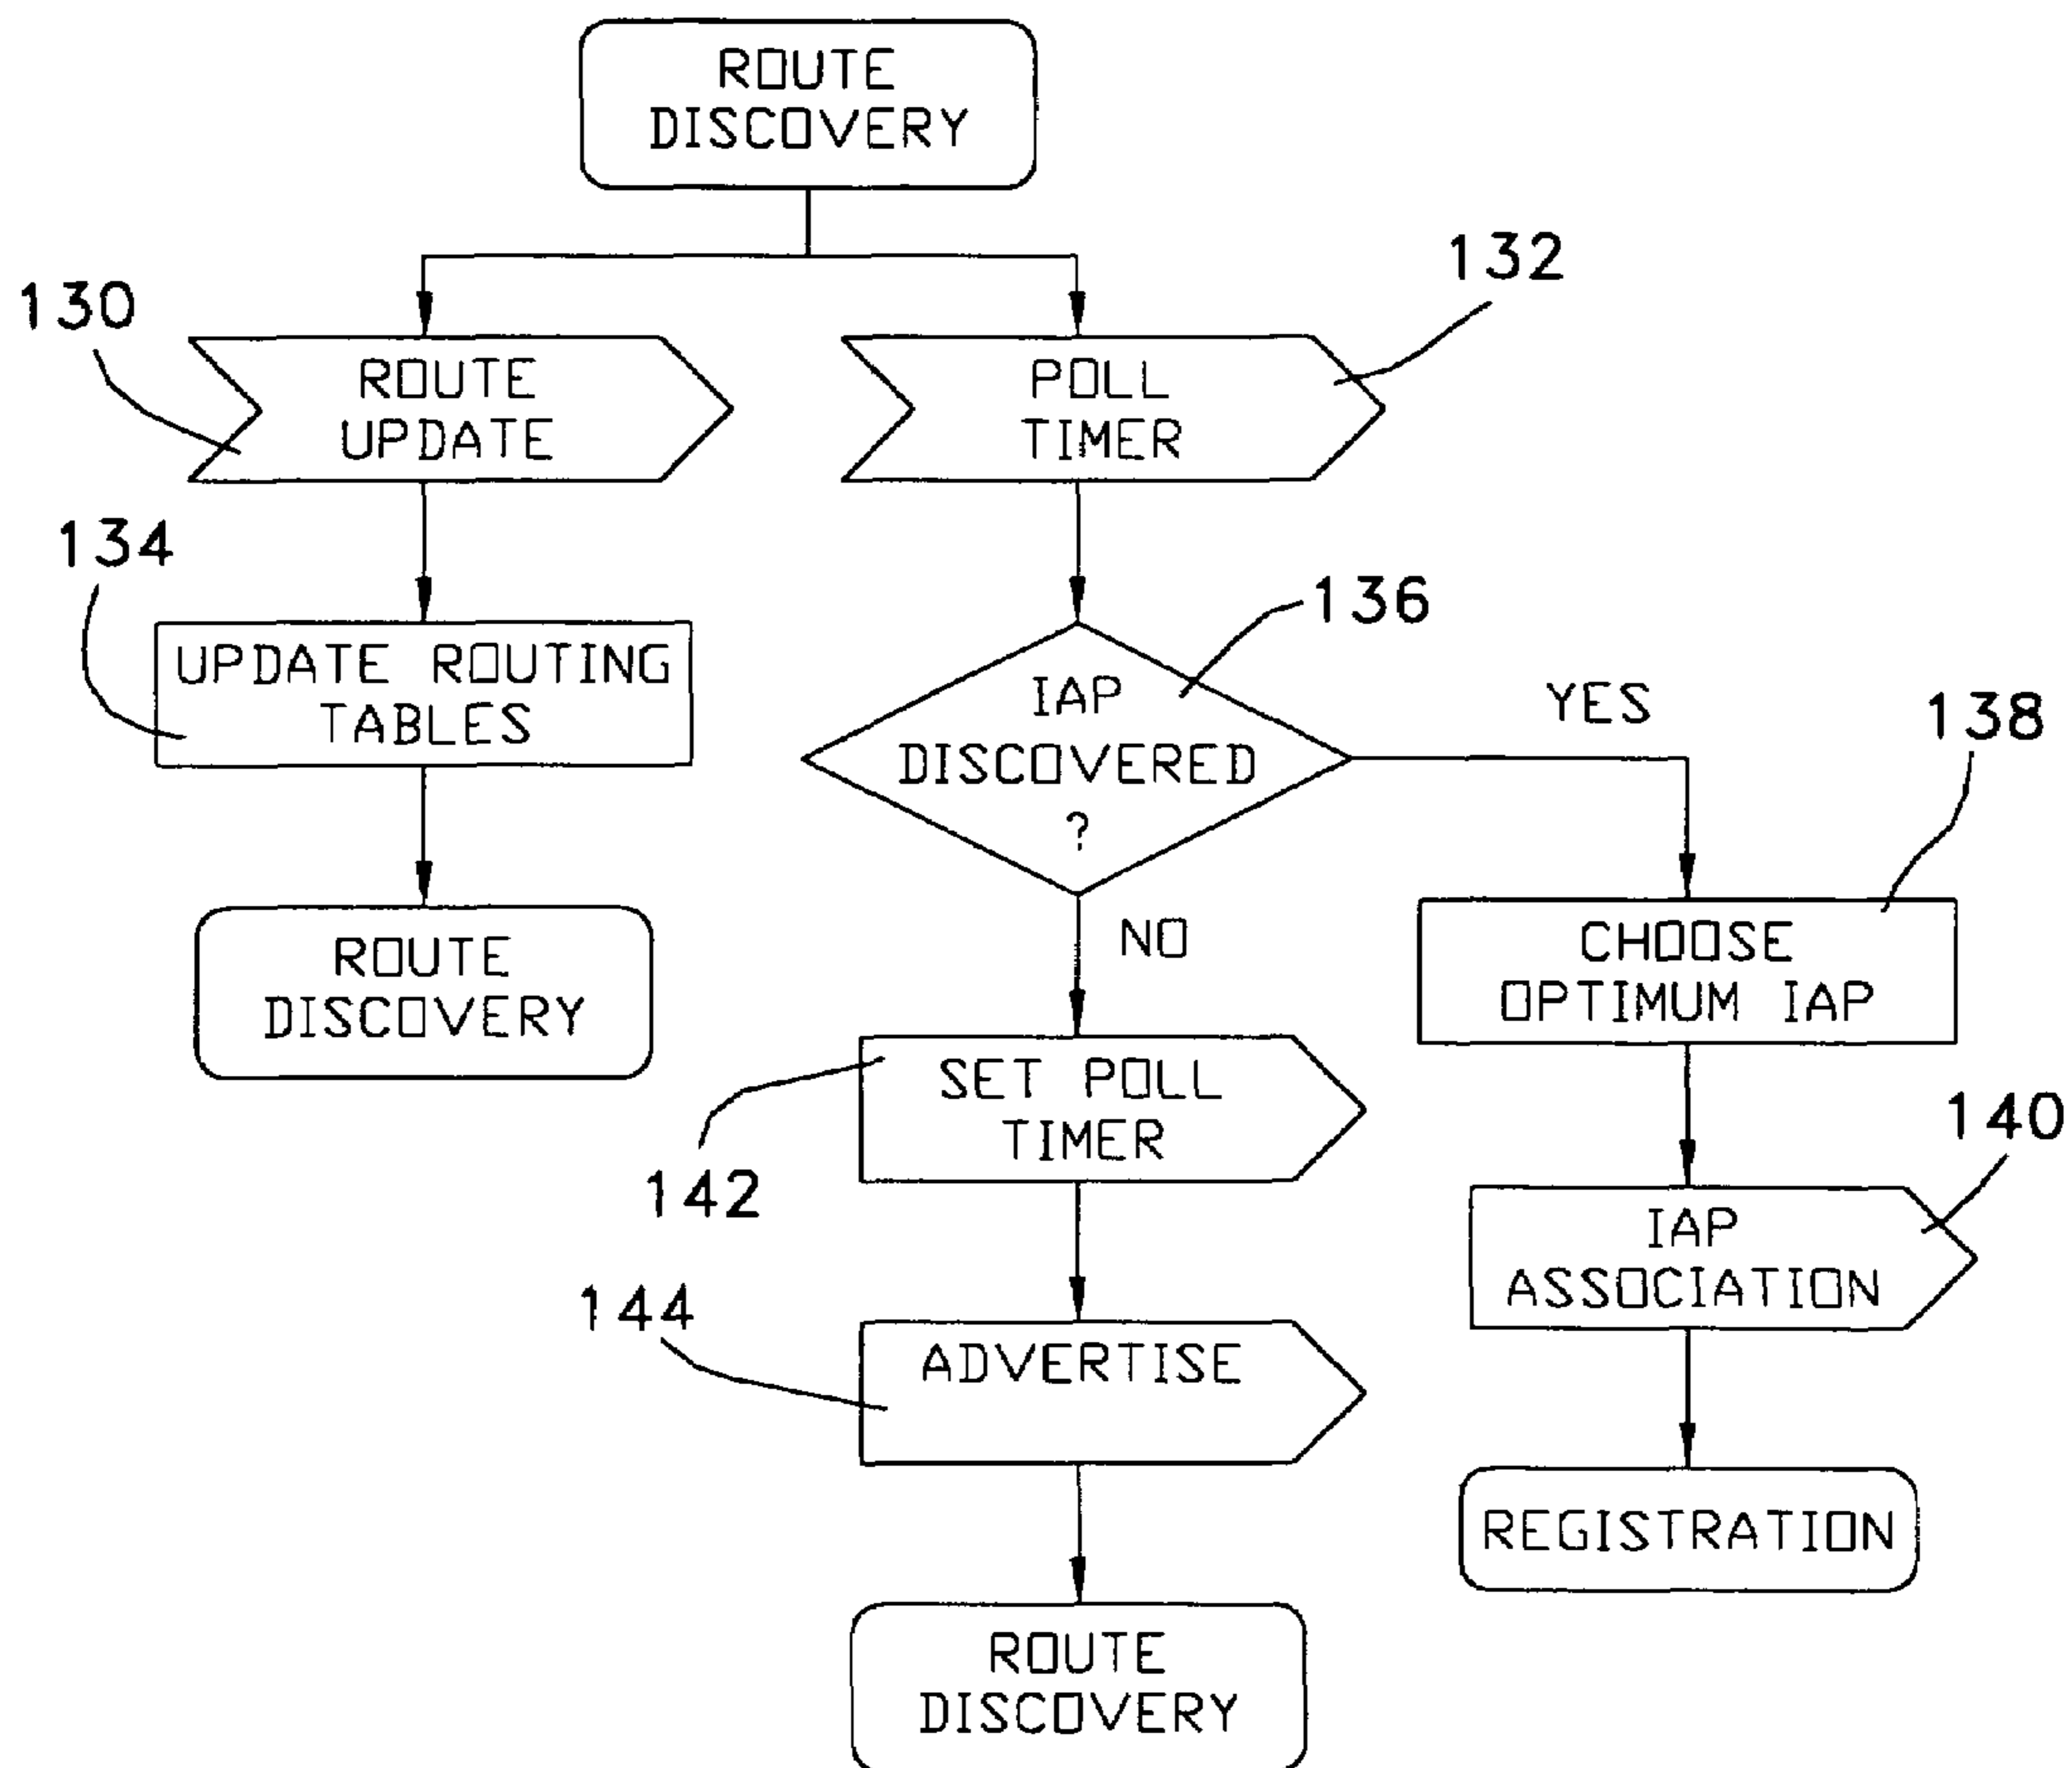 ROUTE
DISCOVERY
132
130
ROUTE
UPDATE
POLL
TIMER
134
136
UPDATE ROUTING
TABLES
IAP
DISCOVERED
?
YES
138
ROUTE
DISCOVERY
NO
CHOOSE
OPTIMUM IAP
SET POLL
TIMER
142
140
IAP
ASSOCIATION
144
ADVERTISE
REGISTRATION
ROUTE
DISCOVERY